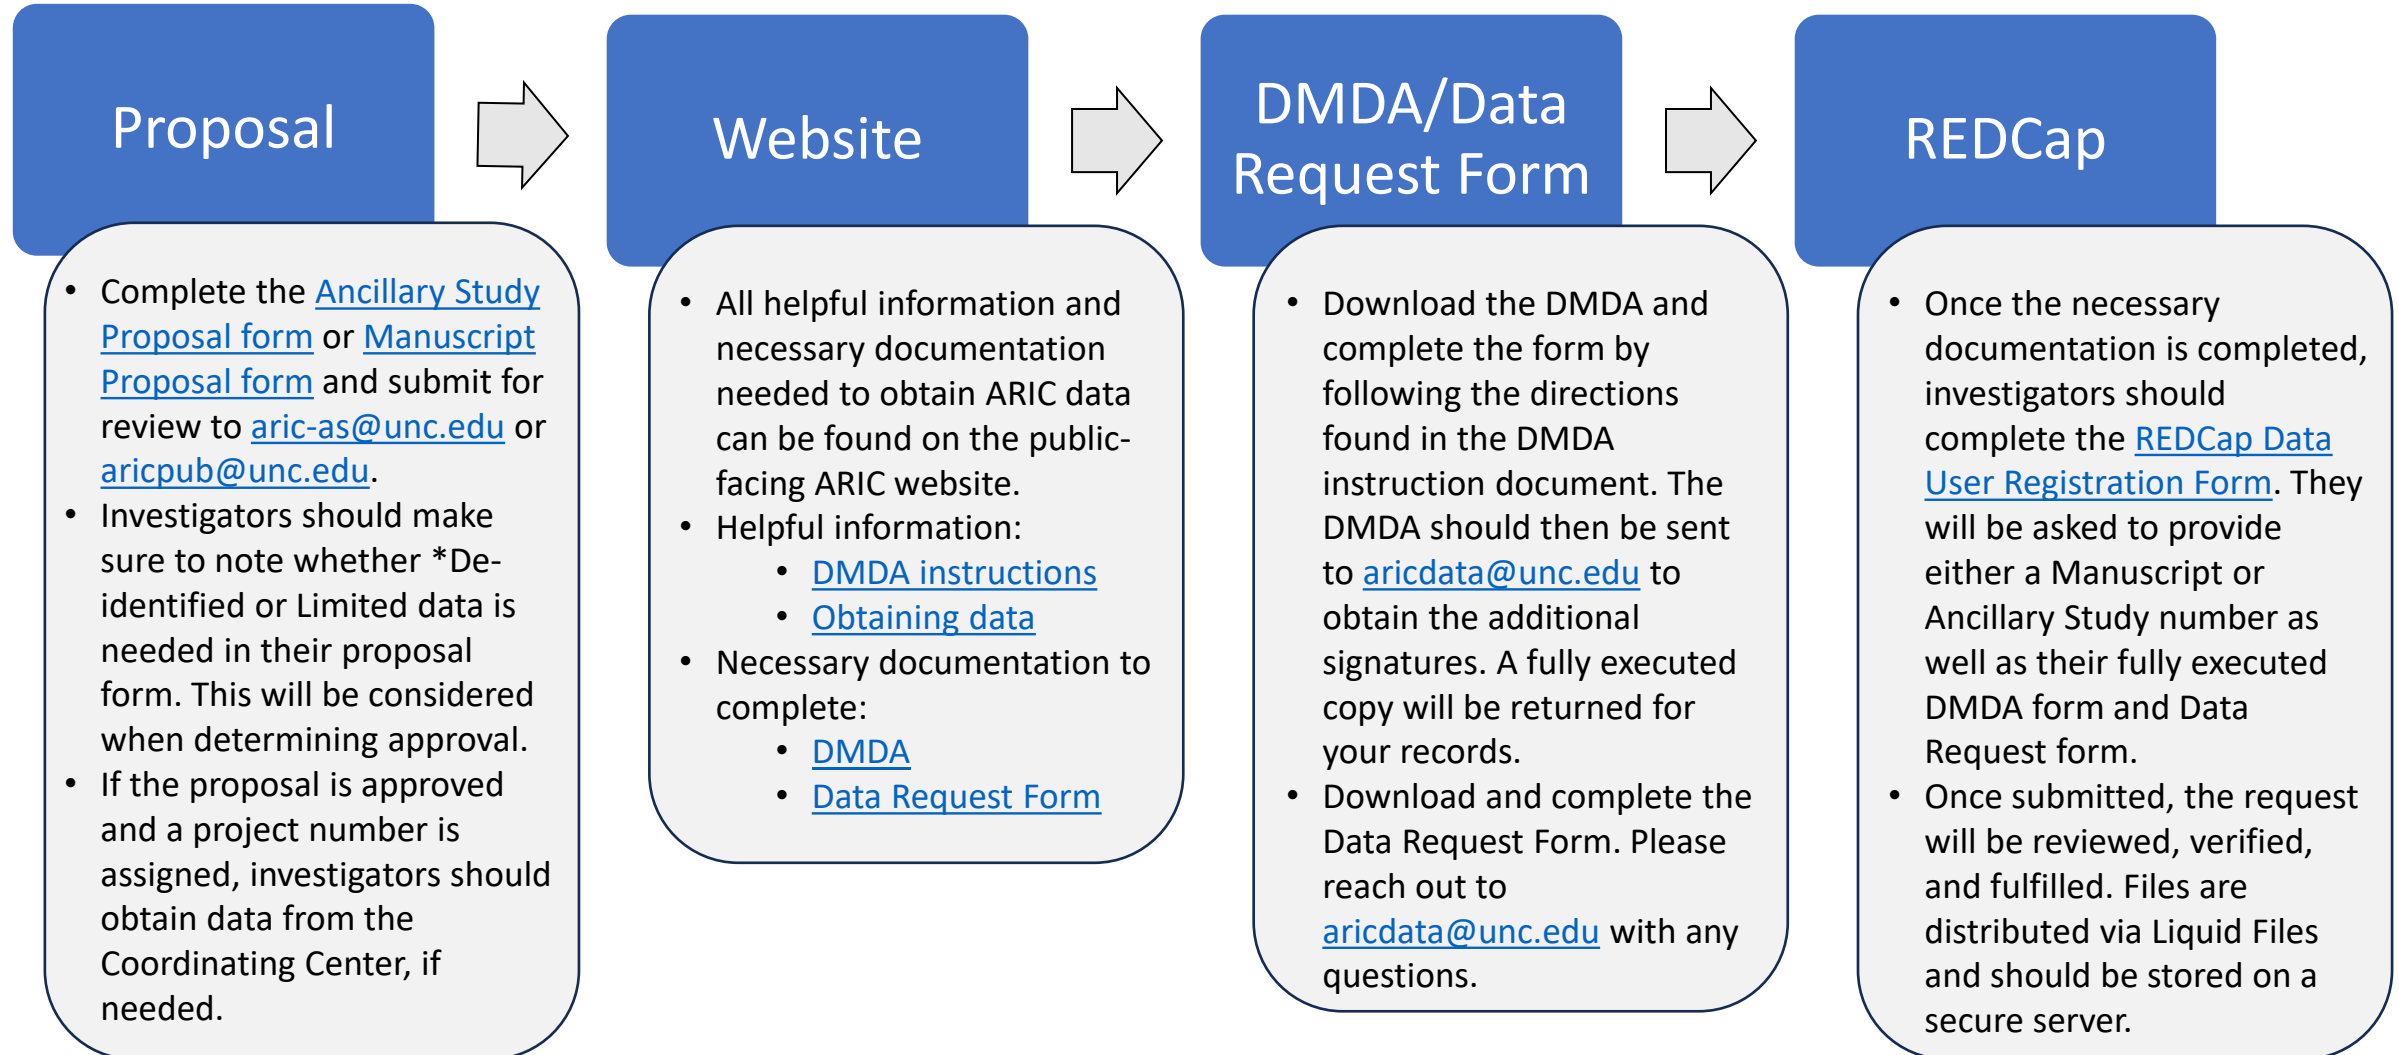 Proposal
• Complete the Ancillary Study
Proposal form or Manuscript
Proposal form and submit for
review to aric-as@unc.edu or
aricpub@unc.edu.
• Investigators should make
sure to note whether *De-
identified or Limited data is
needed in their proposal
form. This will be considered
when determining approval.
• If the proposal is approved
and a project number is
assigned, investigators should
obtain data from the
Coordinating Center, if
needed.
Website
• All helpful information and
necessary documentation
needed to obtain ARIC data
can be found on the public-
facing ARIC website.
• Helpful information:
• DMDA instructions
• Obtaining data
• Necessary documentation to
complete:
• DMDA
• Data Request Form
DMDA/Data
Request Form
• Download the DMDA and
complete the form by
following the directions
found in the DMDA
instruction document. The
DMDA should then be sent
to aricdata@unc.edu to
obtain the additional
signatures. A fully executed
copy will be returned for
your records.
• Download and complete the
Data Request Form. Please
reach out to
aricdata@unc.edu with any
questions.
REDCap
• Once the necessary
documentation is completed,
investigators should
complete the REDCap Data
User Registration Form. They
will be asked to provide
either a Manuscript or
Ancillary Study number as
well as their fully executed
DMDA form and Data
Request form.
• Once submitted, the request
will be reviewed, verified,
and fulfilled. Files are
distributed via Liquid Files
and should be stored on a
secure server.